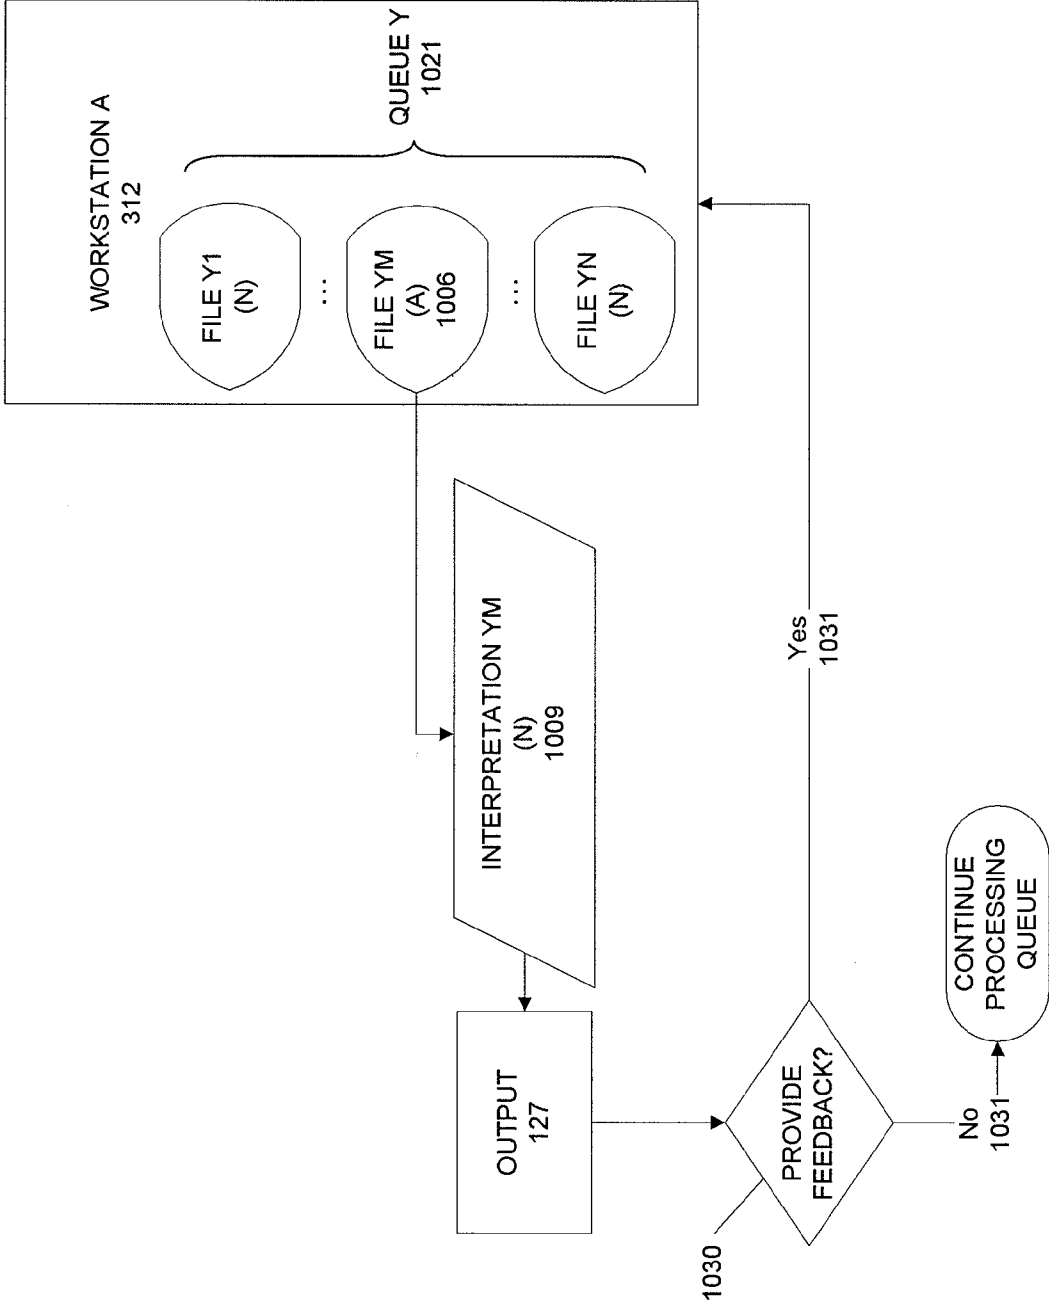 WORKSTATION A
312
FILE Y1
(N)
...
FILE YM
(A)
1006
...
FILE YN
(N)
QUEUE Y
1021
INTERPRETATION YM
(N)
1009
OUTPUT
127
1030
PROVIDE
FEEDBACK?
Yes
1031
No
1031
CONTINUE
PROCESSING
QUEUE